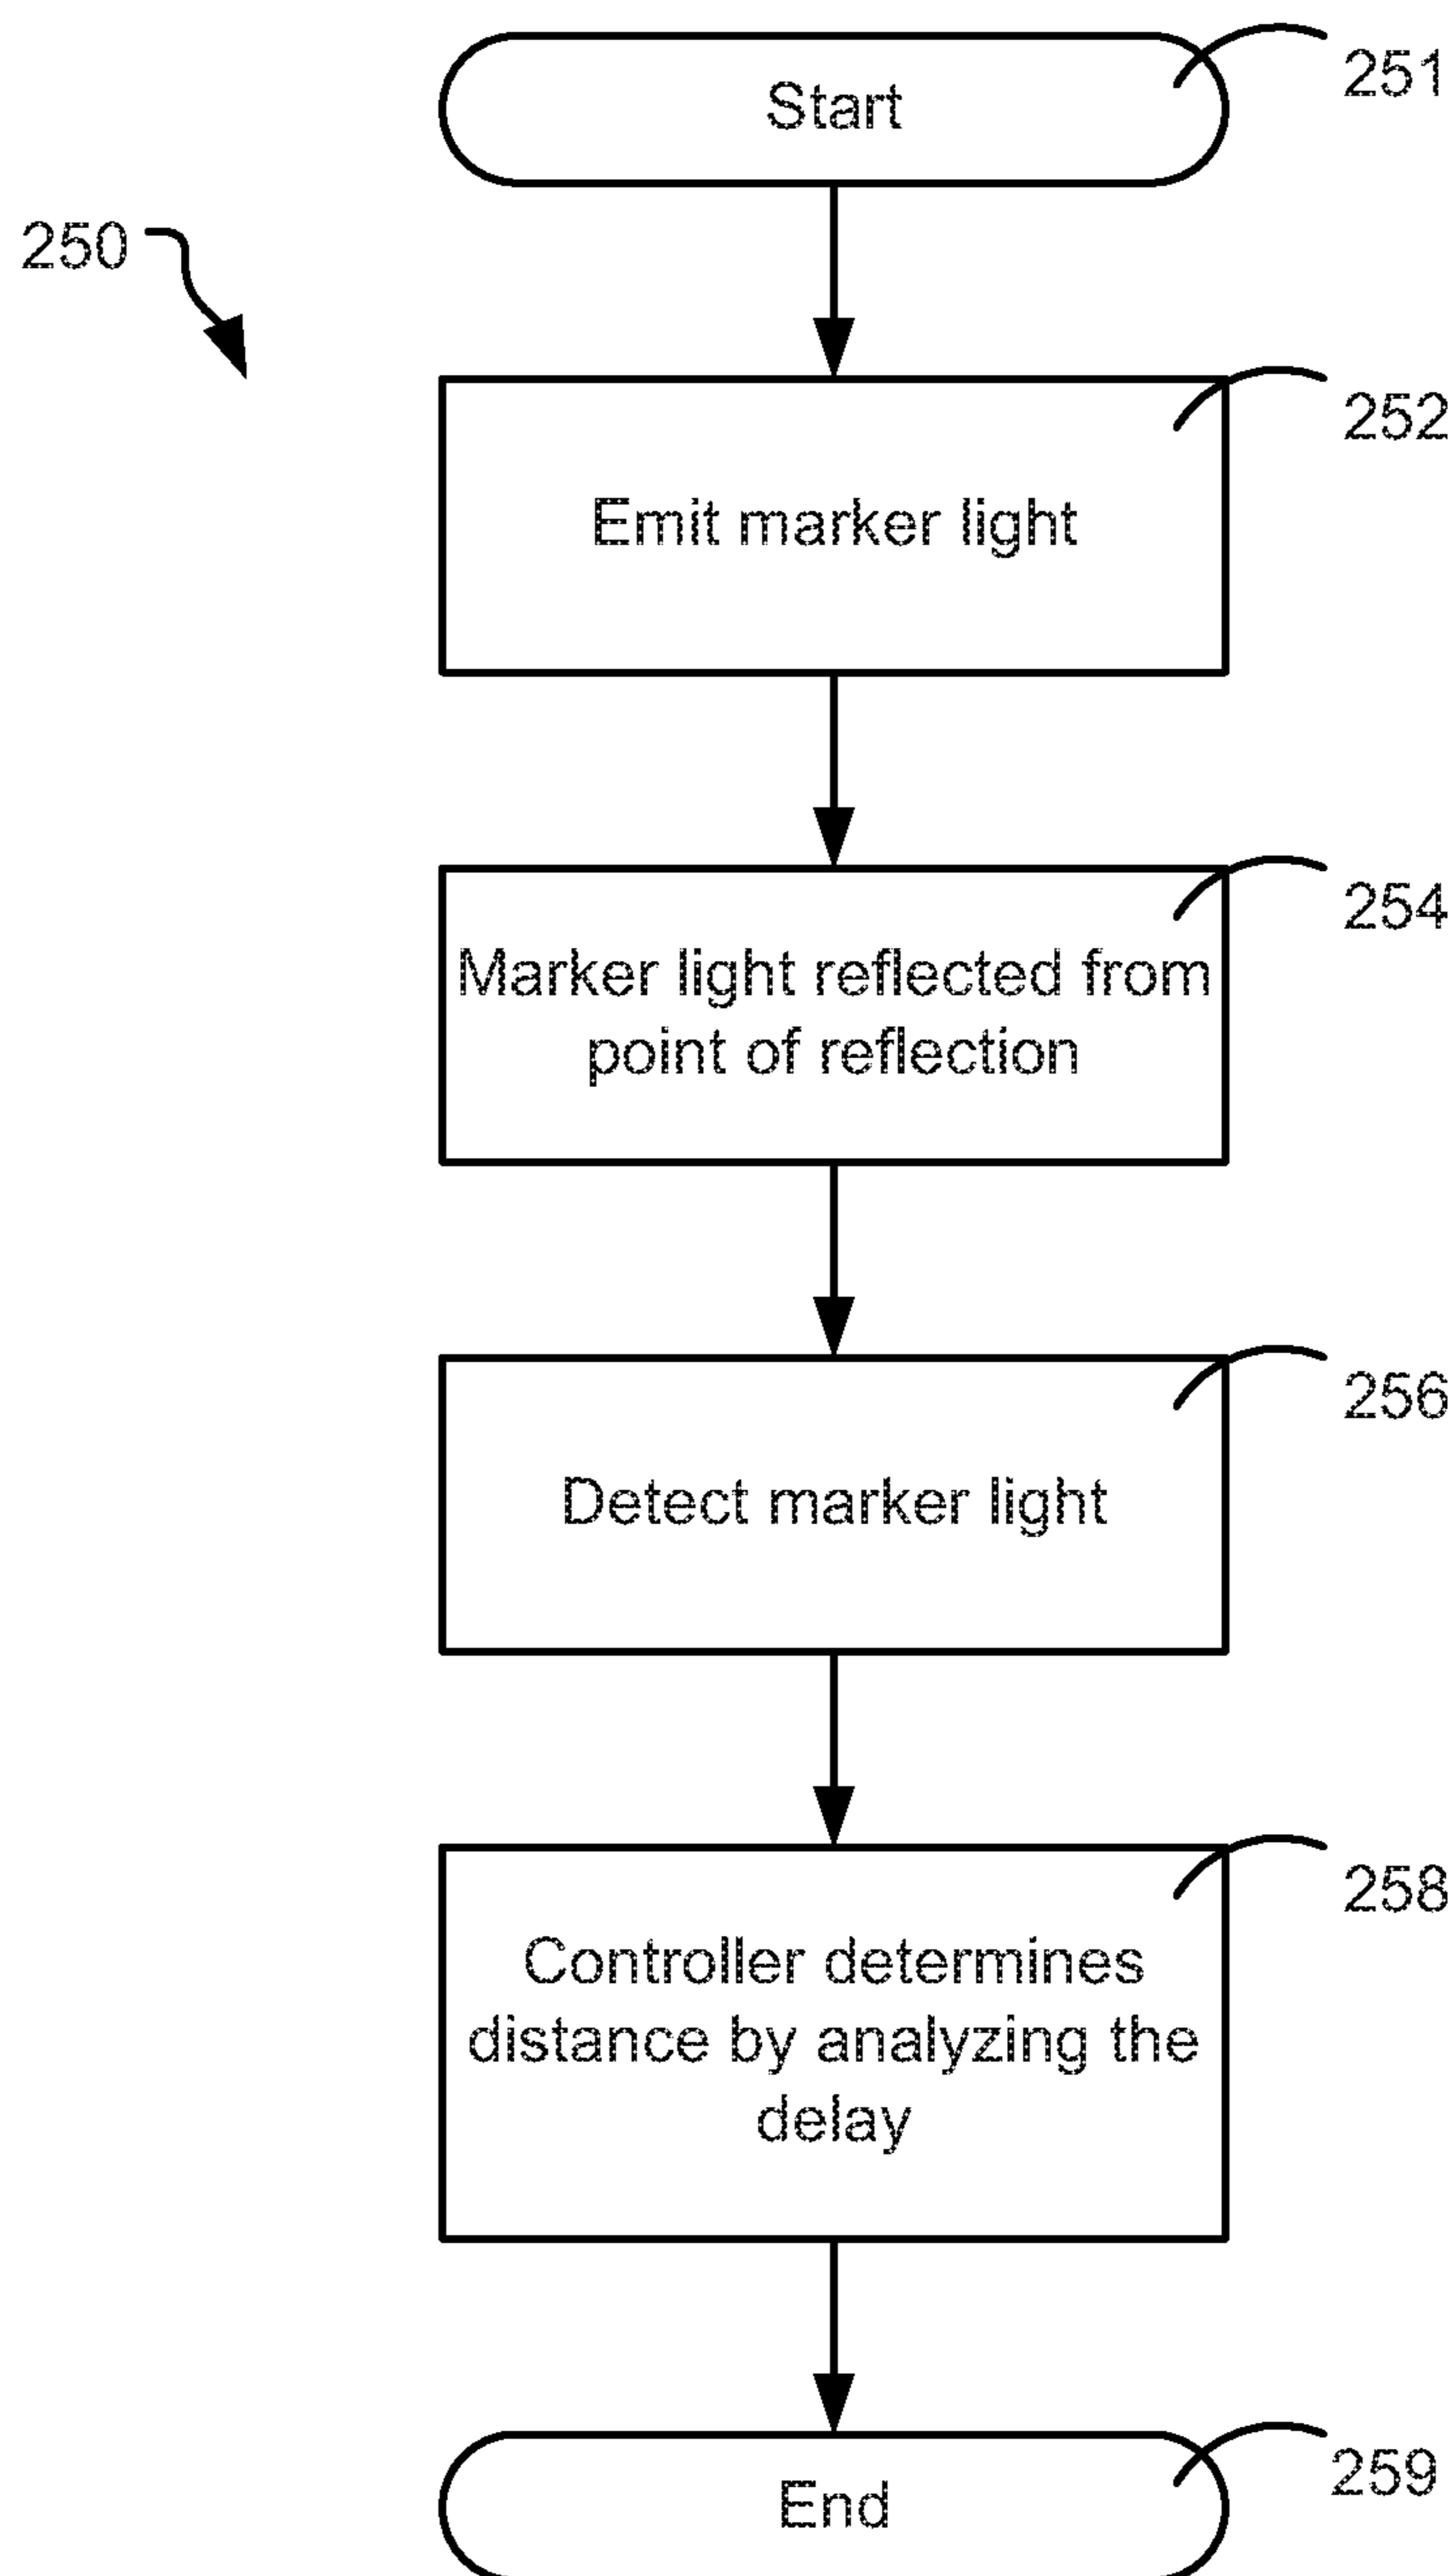 Start
251
250
252
Emit marker light
254
Marker light reflected from
point of reflection
256
Detect marker light
258
Controller determines
distance by analyzing the
delay
259
End